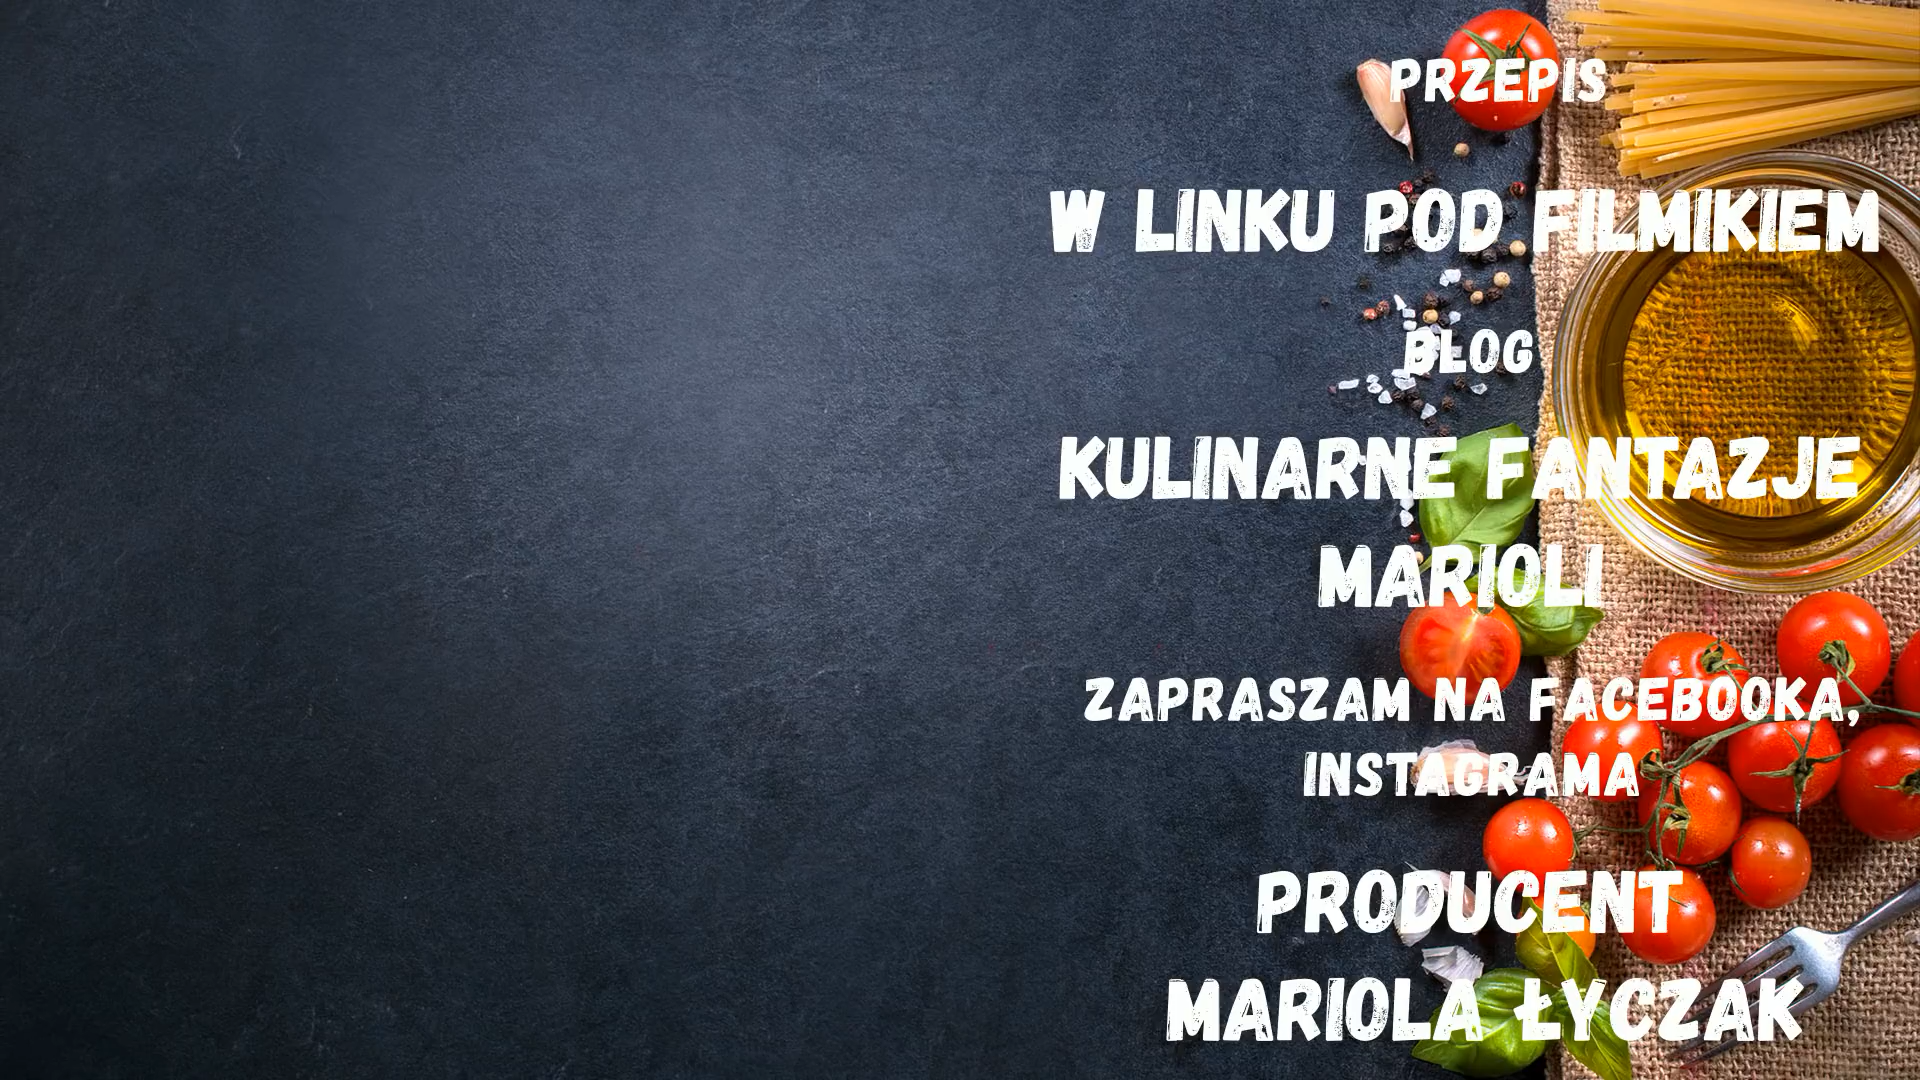 PRZEPIS
W LINKU POD FILMIKIEM
BLOG
KULINARNE FANTAZJE
MARIOLI
ZAPRASZAM NA FACEBOOKA,
INSTAGRAMA
PRODUCENT
MARIOLA ŁYCZAK